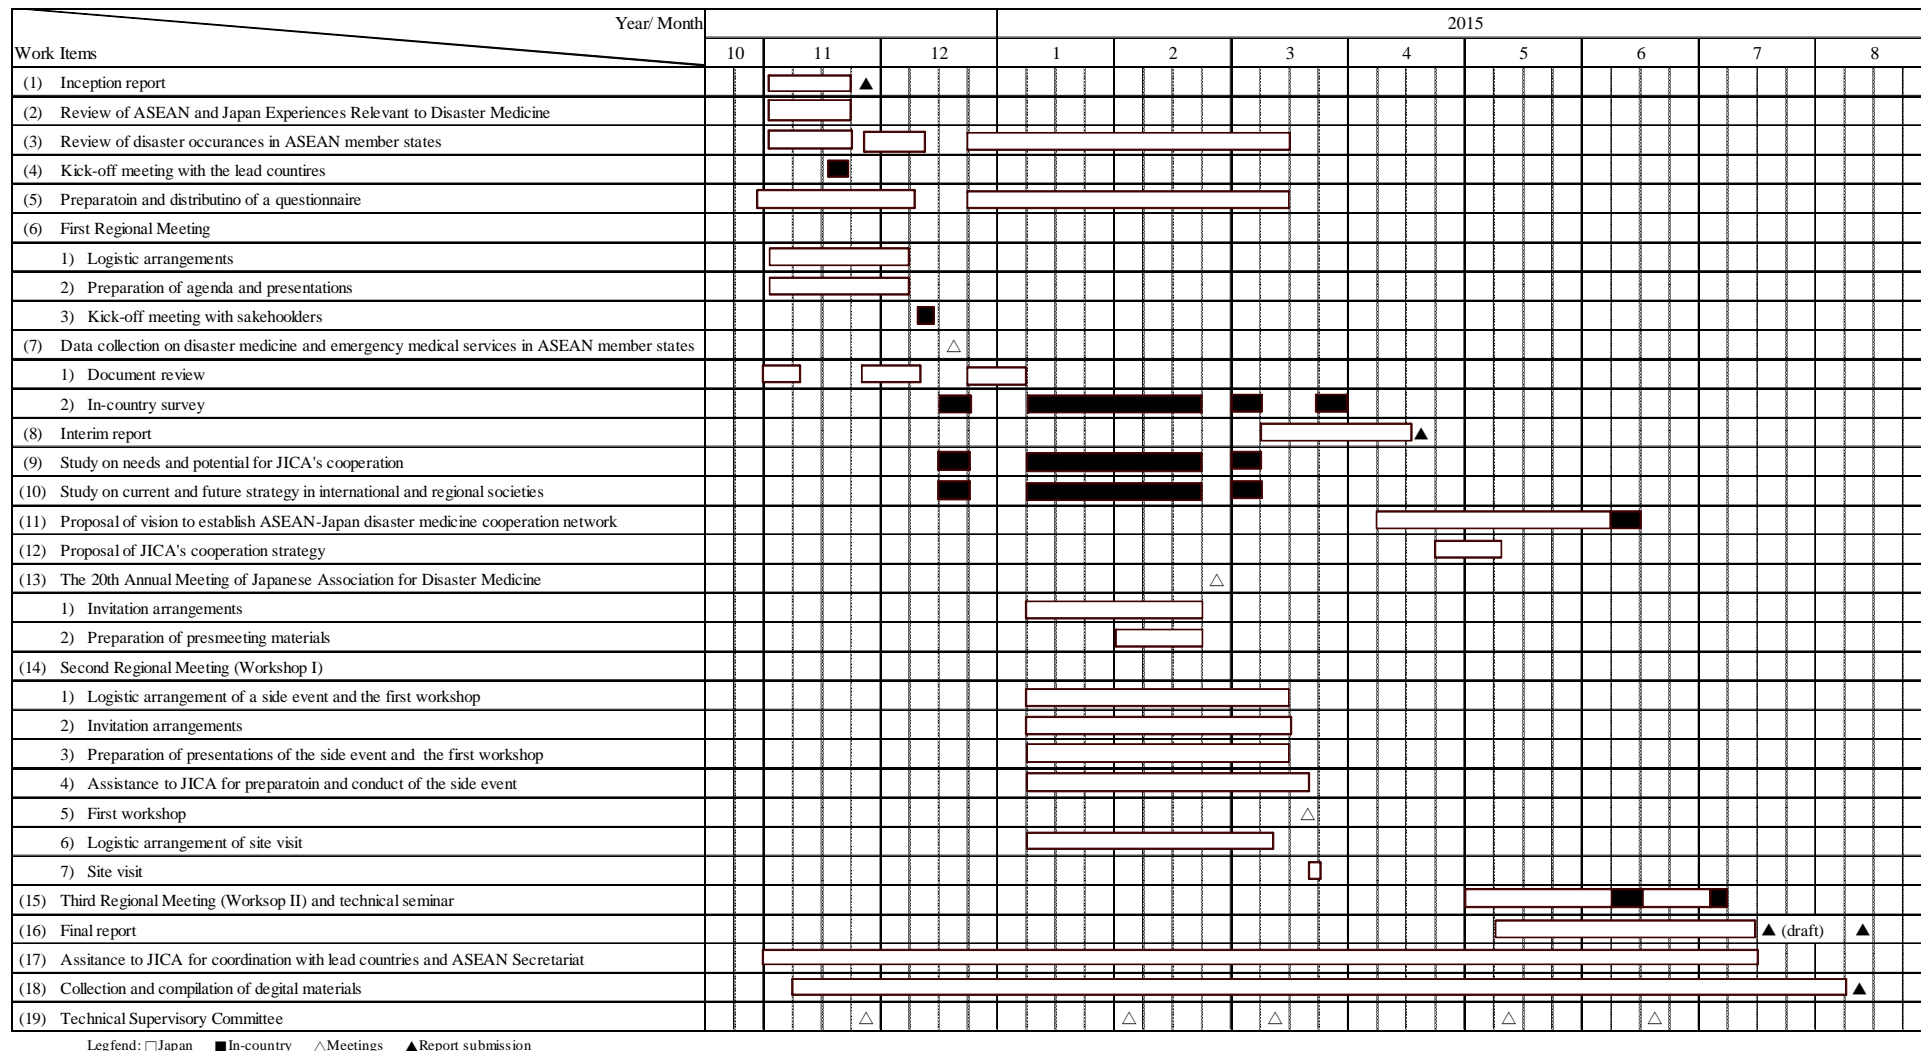 Year/ Month
2015
Work Items
10 11 12 1 2 3 4 5 6 7 8
(1) Inception report ▲
(2) Review of ASEAN and Japan Experiences Relevant to Disaster Medicine
(3) Review of disaster occurances in ASEAN member states
(4) Kick-off meeting with the lead countires
(5) Preparatoin and distributino of a questionnaire
(6) First Regional Meeting
1) Logistic arrangements
2) Preparation of agenda and presentations
3) Kick-off meeting with sakehoolders
(7) Data collection on disaster medicine and emergency medical services in ASEAN member states △
1) Document review
2) In-country survey
(8) Interim report ▲
(9) Study on needs and potential for JICA's cooperation
(10) Study on current and future strategy in international and regional societies
(11) Proposal of vision to establish ASEAN-Japan disaster medicine cooperation network
(12) Proposal of JICA's cooperation strategy
(13) The 20th Annual Meeting of Japanese Association for Disaster Medicine △
1) Invitation arrangements
2) Preparation of presmeeting materials
(14) Second Regional Meeting (Workshop I)
1) Logistic arrangement of a side event and the first workshop
2) Invitation arrangements
3) Preparation of presentations of the side event and the first workshop
4) Assistance to JICA for preparatoin and conduct of the side event
5) First workshop △
6) Logistic arrangement of site visit
7) Site visit
(15) Third Regional Meeting (Worksop II) and technical seminar
(16) Final report ▲ (draft) ▲
(17) Assitance to JICA for coordination with lead countries and ASEAN Secretariat
(18) Collection and compilation of degital materials ▲
(19) Technical Supervisory Committee △ △ △ △ △
Legfend: □Japan ■In-country △Meetings ▲Report submission